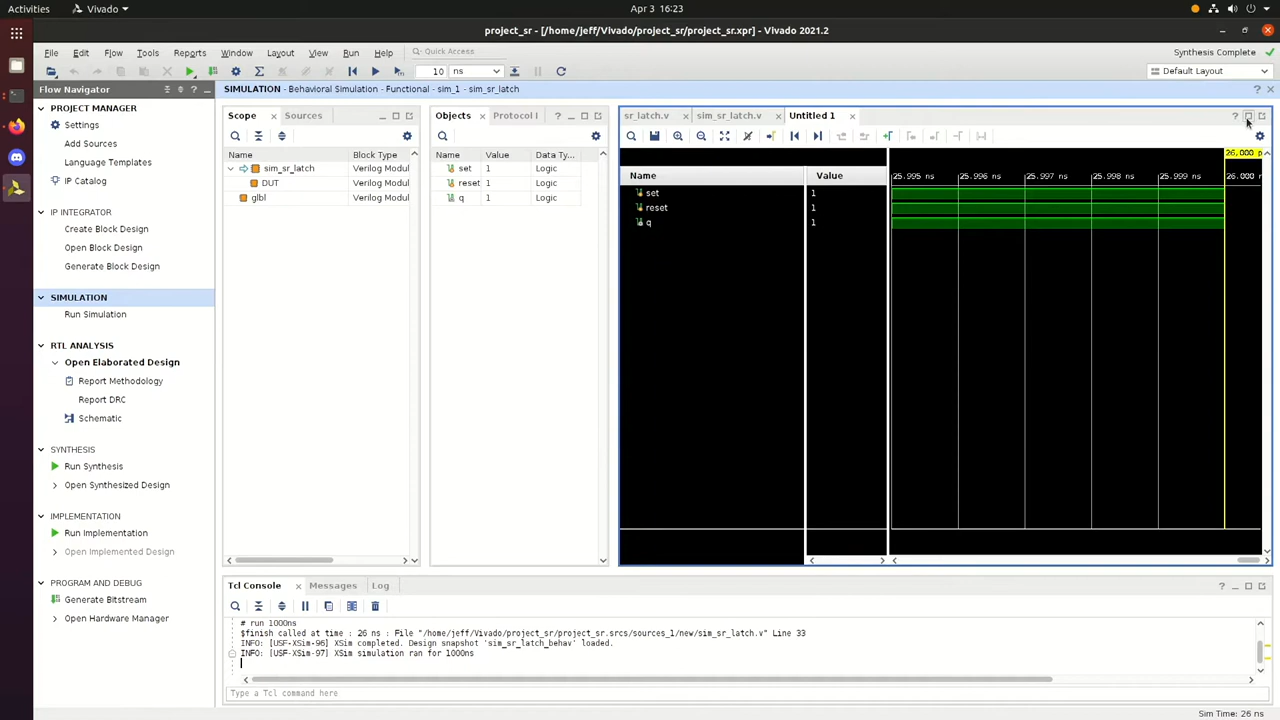 Activities Vivado Apr 3 16:23
project_sr - [/home/jeff/Vivado/project_sr/project_sr.xpr] - Vivado 2021.2
File Edit Flow Tools Reports Window Layout View Run Help Quick Access Synthesis Complete
10 ns Default Layout
Flow Navigator
SIMULATION - Behavioral Simulation - Functional - sim_1 - sim_sr_latch
PROJECT MANAGER
Settings
Add Sources
Language Templates
IP Catalog
IP INTEGRATOR
Create Block Design
Open Block Design
Generate Block Design
SIMULATION
Run Simulation
RTL ANALYSIS
Open Elaborated Design
Report Methodology
Report DRC
Schematic
SYNTHESIS
Run Synthesis
Open Synthesized Design
IMPLEMENTATION
Run Implementation
Open Implemented Design
PROGRAM AND DEBUG
Generate Bitstream
Open Hardware Manager
Scope Sources
Name Block Type
sim_sr_latch Verilog Modul
DUT Verilog Modul
glbl Verilog Modul
Objects Protocol I
Name Value Data Ty...
set 1 Logic
reset 1 Logic
q 1 Logic
sr_latch.v sim_sr_latch.v Untitled 1
26,000 p
Name Value 25.995 ns 25.996 ns 25.997 ns 25.998 ns 25.999 ns 26.000 n
set 1
reset 1
q 1
Tcl Console Messages Log
# run 1000ns
$finish called at time : 26 ns : File "/home/jeff/Vivado/project_sr/project_sr.srcs/sources_1/new/sim_sr_latch.v" Line 33
INFO: [USF-XSim-96] XSim completed. Design snapshot 'sim_sr_latch_behav' loaded.
INFO: [USF-XSim-97] XSim simulation ran for 1000ns
Type a Tcl command here
Sim Time: 26 ns